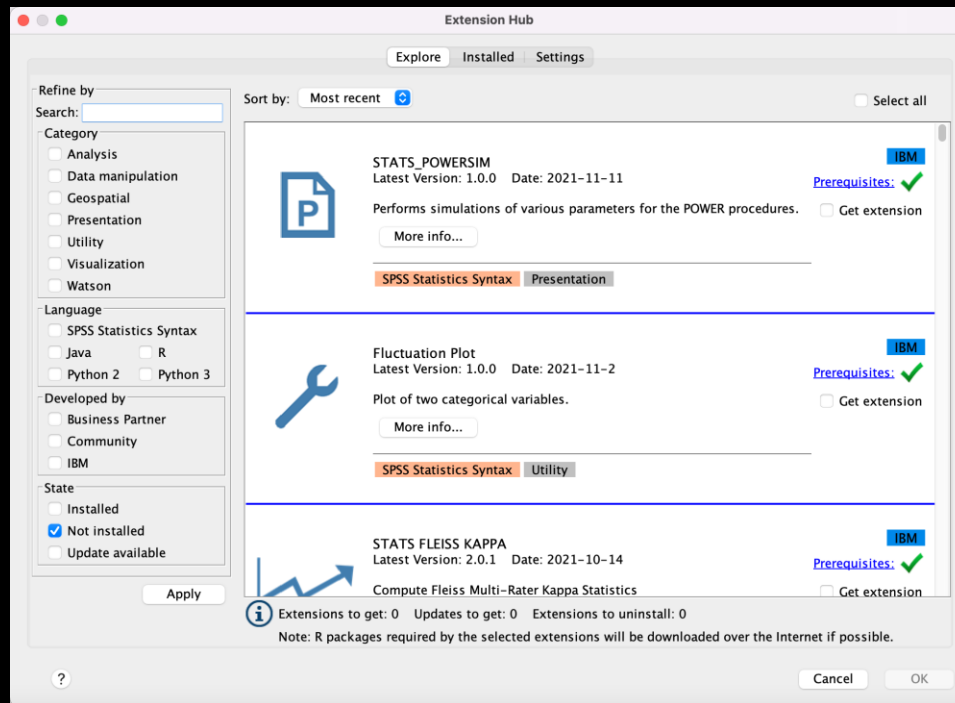 Extension Hub
Explore Installed Settings
Refine by
Search:
Category
Analysis
Data manipulation
Geospatial
Presentation
Utility
Visualization
Watson
Language
SPSS Statistics Syntax
Java R
Python 2 Python 3
Developed by
Business Partner
Community
IBM
State
Installed
Not installed
Update available
Apply
Sort by: Most recent
Select all
STATS_POWERSIM
Latest Version: 1.0.0 Date: 2021-11-11
Performs simulations of various parameters for the POWER procedures.
More info...
SPSS Statistics Syntax Presentation
IBM
Prerequisites:
Get extension
P
Fluctuation Plot
Latest Version: 1.0.0 Date: 2021-11-2
Plot of two categorical variables.
More info...
SPSS Statistics Syntax Utility
IBM
Prerequisites:
Get extension
STATS FLEISS KAPPA
Latest Version: 2.0.1 Date: 2021-10-14
Compute Fleiss Multi-Rater Kappa Statistics
IBM
Prerequisites:
Get extension
i Extensions to get: 0 Updates to get: 0 Extensions to uninstall: 0
Note: R packages required by the selected extensions will be downloaded over the Internet if possible.
?
Cancel OK